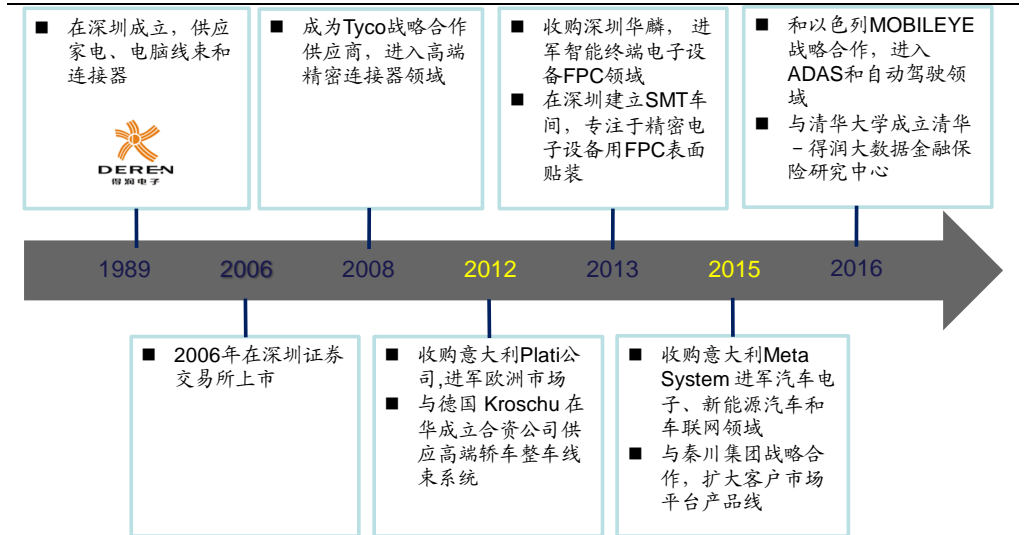 ■ 在深圳成立，供应
家电、电脑线束和
连接器
DEREN
得润电子
■ 成为Tyco战略合作
供应商，进入高端
精密连接器领域
■ 收购深圳华麟， 进
军智能终端电子设
备FPC领域
■ 在深圳建立SMT车
间，专注于精密电
子设备用FPC表面
贴装
■ 和以色列MOBILEYE
战略合作，进入
ADAS和自动驾驶领
域
■ 与清华大学成立清华
－得润大数据金融保
险研究中心
1989 2006 2008 2012 2013 2015 2016
■ 2006年在深圳证券
交易所上市
■ 收购意大利Plati公
司,进军欧洲市场
■ 与德国 Kroschu 在
华成立合资公司供
应高端轿车整车线
束系统
■ 收购意大利Meta
System 进军汽车电
子、新能源汽车和
车联网领域
■ 与秦川集团战略合
作，扩大客户市场
平台产品线